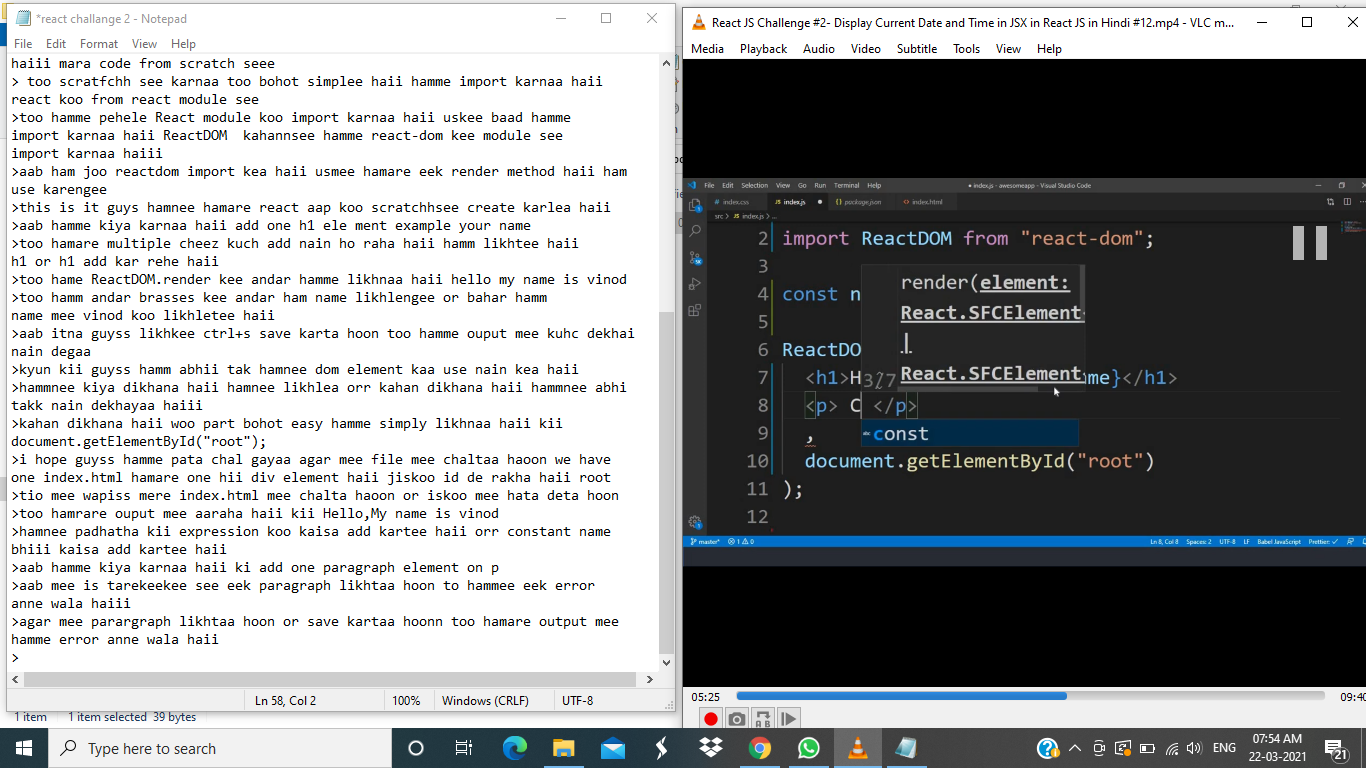 *react challange 2 - Notepad
File Edit Format View Help
haiii mara code from scratch seee
> too scratfchh see karnaa too bohot simplee haii hamme import karnaa haii
react koo from react module see
>too hamme pehele React module koo import karnaa haii uskee baad hamme
import karnaa haii ReactDOM  kahannsee hamme react-dom kee module see
import karnaa haiii
>aab ham joo reactdom import kea haii usmee hamare eek render method haii ham
use karengee
>this is it guys hamnee hamare react aap koo scratchhsee create karlea haii
>aab hamme kiya karnaa haii add one h1 ele ment example your name
>too hamare multiple cheez kuch add nain ho raha haii hamm likhtee haii
h1 or h1 add kar rehe haii
>too hame ReactDOM.render kee andar hamme likhnaa haii hello my name is vinod
>too hamm andar brasses kee andar ham name likhlengee or bahar hamm
name mee vinod koo likhletee haii
>aab itna guyss likhkee ctrl+s save karta hoon too hamme ouput mee kuhc dekhai
nain degaa
>kyun kii guyss hamm abhii tak hamnee dom element kaa use nain kea haii
>hammnee kiya dikhana haii hamnee likhlea orr kahan dikhana haii hammnee abhi
takk nain dekhayaa haiii
>kahan dikhana haii woo part bohot easy hamme simply likhnaa haii kii
document.getElementById("root");
>i hope guyss hamme pata chal gayaa agar mee file mee chaltaa haoon we have
one index.html hamare one hii div element haii jiskoo id de rakha haii root
>tio mee wapiss mere index.html mee chalta haoon or iskoo mee hata deta hoon
>too hamrare ouput mee aaraha haii kii Hello,My name is vinod
>hamnee padhatha kii expression koo kaisa add kartee haii orr constant name
bhiii kaisa add kartee haii
>aab hamme kiya karnaa haii ki add one paragraph element on p
>aab mee is tarekeekee see eek paragraph likhtaa hoon to hammee eek error
anne wala haiii
>agar mee parargraph likhtaa hoon or save kartaa hoonn too hamare output mee
hamme error anne wala haii
>
Ln 58, Col 2 100% Windows (CRLF) UTF-8
1 item 1 item selected 39 bytes
React JS Challenge #2- Display Current Date and Time in JSX in React JS in Hindi #12.mp4 - VLC m...
Media Playback Audio Video Subtitle Tools View Help
File Edit Selection View Go Run Terminal Help
index.js - awesomeapp - Visual Studio Code
index.css index.js package.json index.html
src > index.js > ...
2 import ReactDOM from "react-dom";
3
4 const n
5
6 ReactDO
7 <h1>H me}</h1>
8 <p> C </p>
9 ,
10 document.getElementById("root")
11 );
12
render(element:
React.SFCElement
React.SFCElement
3/7
const
master* 1 0 Ln 8, Col 8 Spaces: 2 UTF-8 LF Babel JavaScript Prettier:
05:25 09:40
Type here to search
ENG
07:54 AM
22-03-2021
21